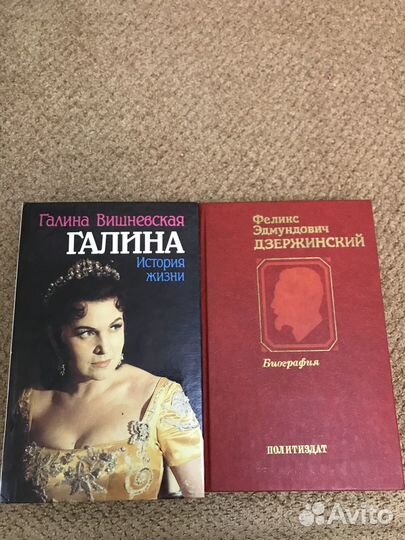 Галина Вишневская
ГАЛИНА
История
жизни
Феликс
Эдмундович
ДЗЕРЖИНСКИЙ
Биография
ПОЛИТИЗДАТ
Avito